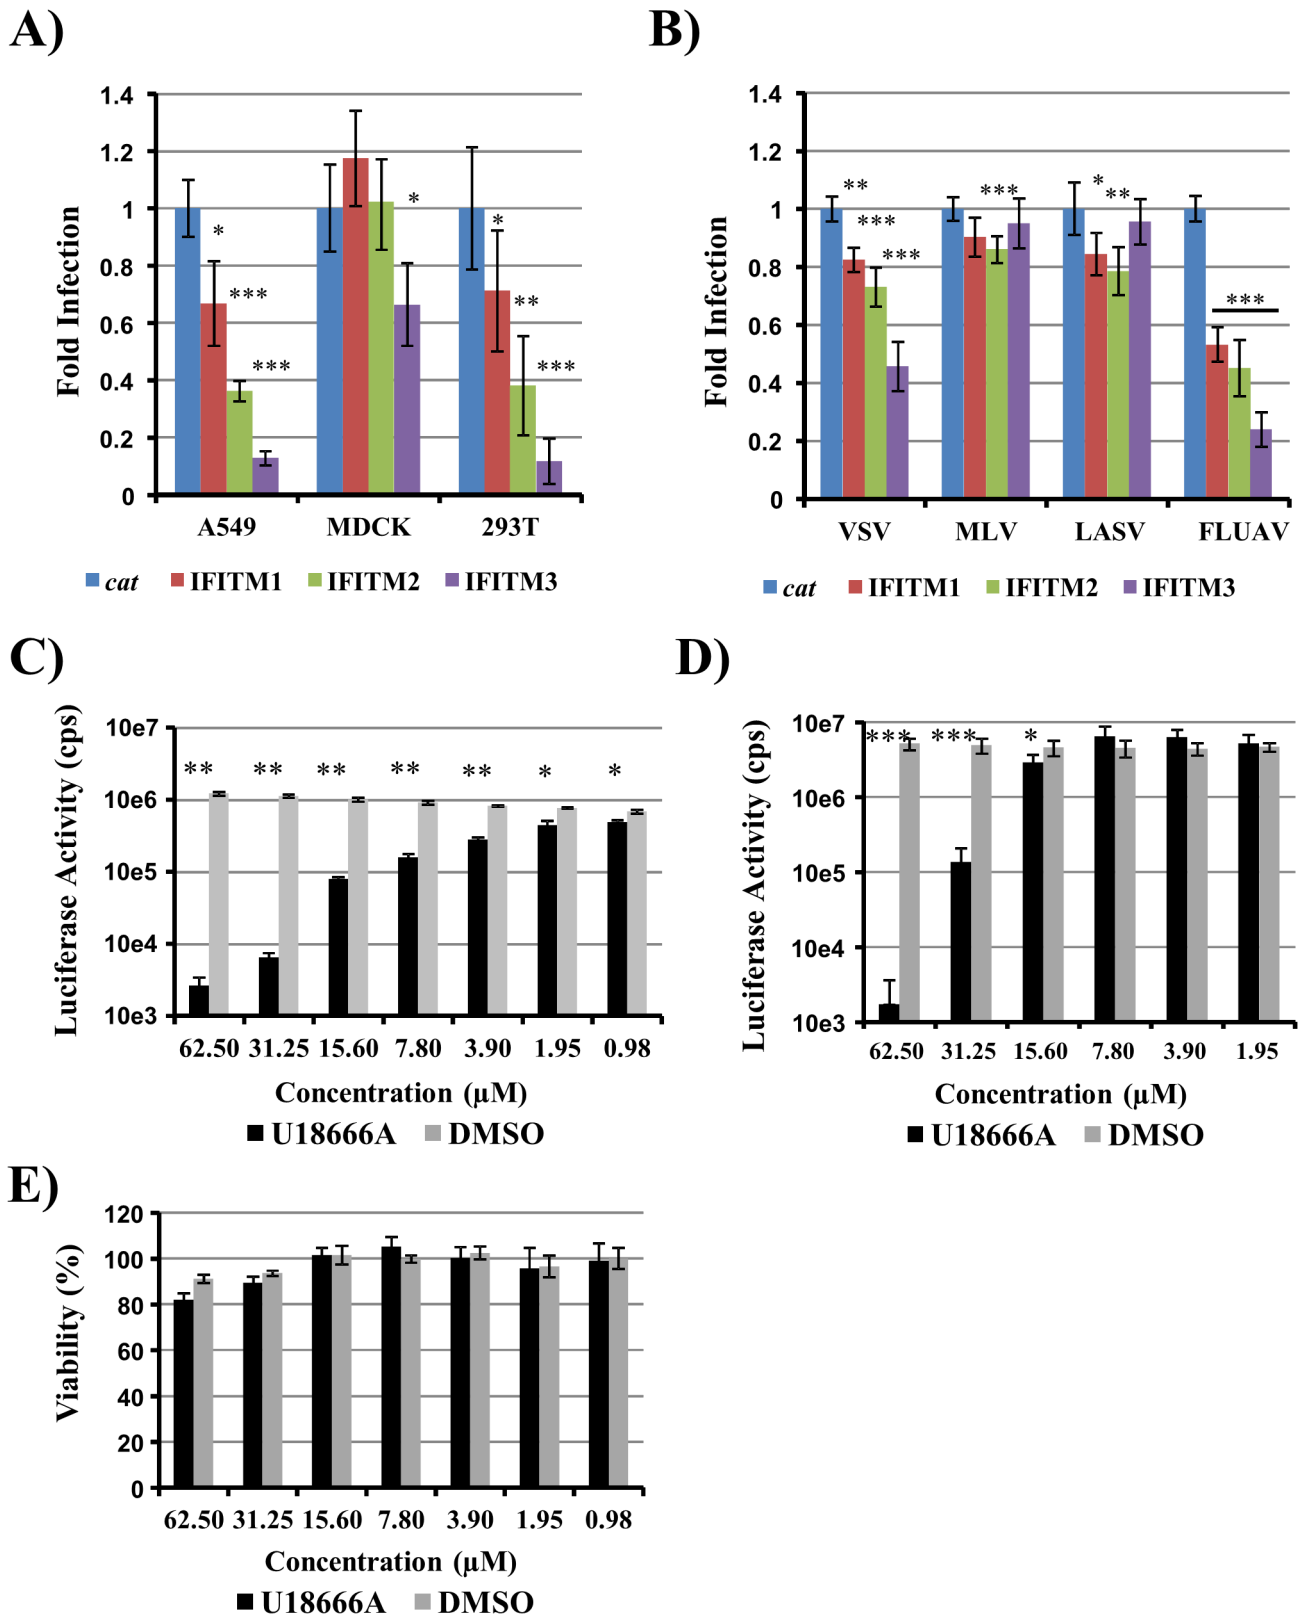 A)
1.4
1.2
1
0.8
0.6
0.4
0.2
0
Fold Infection
*
***
***
*
*
**
***
A549 MDCK 293T
cat IFITM1 IFITM2 IFITM3
B)
1.4
1.2
1
0.8
0.6
0.4
0.2
0
Fold Infection
**
***
***
***
*
**
***
VSV MLV LASV FLUAV
cat IFITM1 IFITM2 IFITM3
C)
10e7
10e6
10e5
10e4
10e3
Luciferase Activity (cps)
** ** ** ** ** * *
62.50 31.25 15.60 7.80 3.90 1.95 0.98
Concentration (µM)
U18666A DMSO
D)
10e7
10e6
10e5
10e4
10e3
Luciferase Activity (cps)
*** *** *
62.50 31.25 15.60 7.80 3.90 1.95
Concentration (µM)
U18666A DMSO
E)
120
100
80
60
40
20
0
Viability (%)
62.50 31.25 15.60 7.80 3.90 1.95 0.98
Concentration (µM)
U18666A DMSO